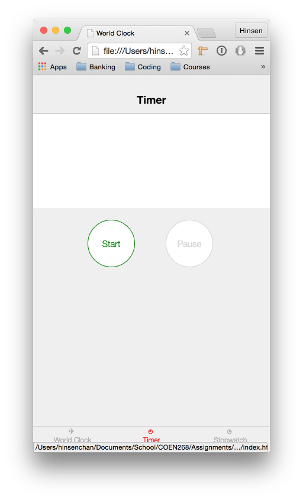 World Clock
Hinsen
file:///Users/hins...
Apps Banking Coding Courses »
Timer
Start Pause
World Clock Timer Stopwatch
/Users/hinsenchan/Documents/School/COEN268/Assignments/.../index.ht